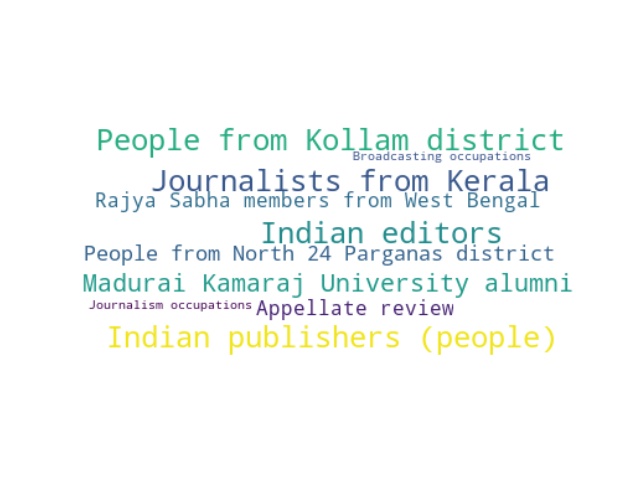 People from Kollam district
Broadcasting occupations
Journalists from Kerala
Rajya Sabha members from West Bengal
Indian editors
People from North 24 Parganas district
Madurai Kamaraj University alumni
Journalism occupations
Appellate review
Indian publishers (people)